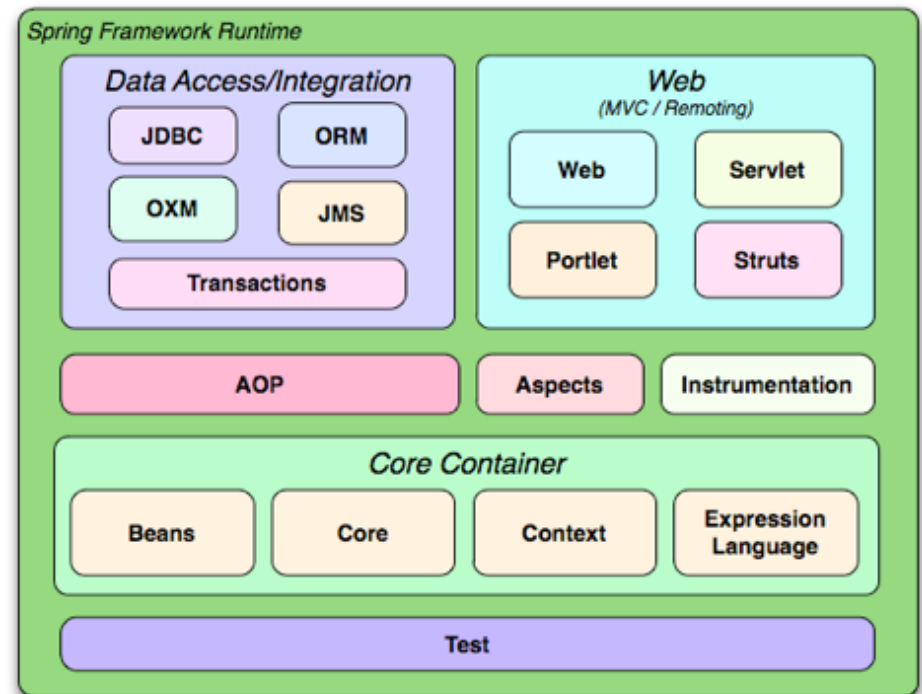 Spring Framework Runtime
Data Access/Integration
JDBC
ORM
OXM
JMS
Transactions
Web
(MVC / Remoting)
Web
Servlet
Portlet
Struts
AOP
Aspects
Instrumentation
Core Container
Beans
Core
Context
Expression
Language
Test